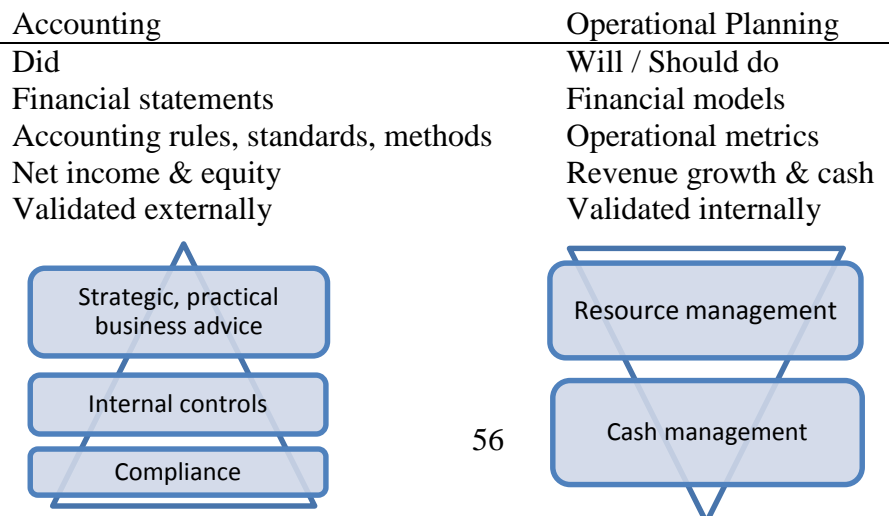 Accounting Operational Planning
Did Will / Should do
Financial statements Financial models
Accounting rules, standards, methods Operational metrics
Net income & equity Revenue growth & cash
Validated externally Validated internally
Strategic, practical
business advice
Internal controls
Compliance
Resource management
Cash management
56